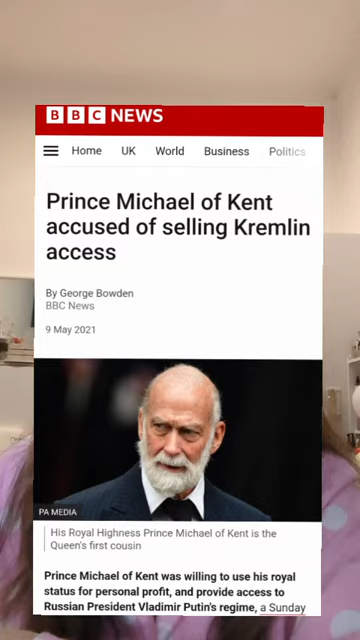 BBC NEWS
Home UK World Business Politics
Prince Michael of Kent
accused of selling Kremlin
access
By George Bowden
BBC News
9 May 2021
PA MEDIA
His Royal Highness Prince Michael of Kent is the
Queen's first cousin
Prince Michael of Kent was willing to use his royal
status for personal profit, and provide access to
Russian President Vladimir Putin's regime, a Sunday